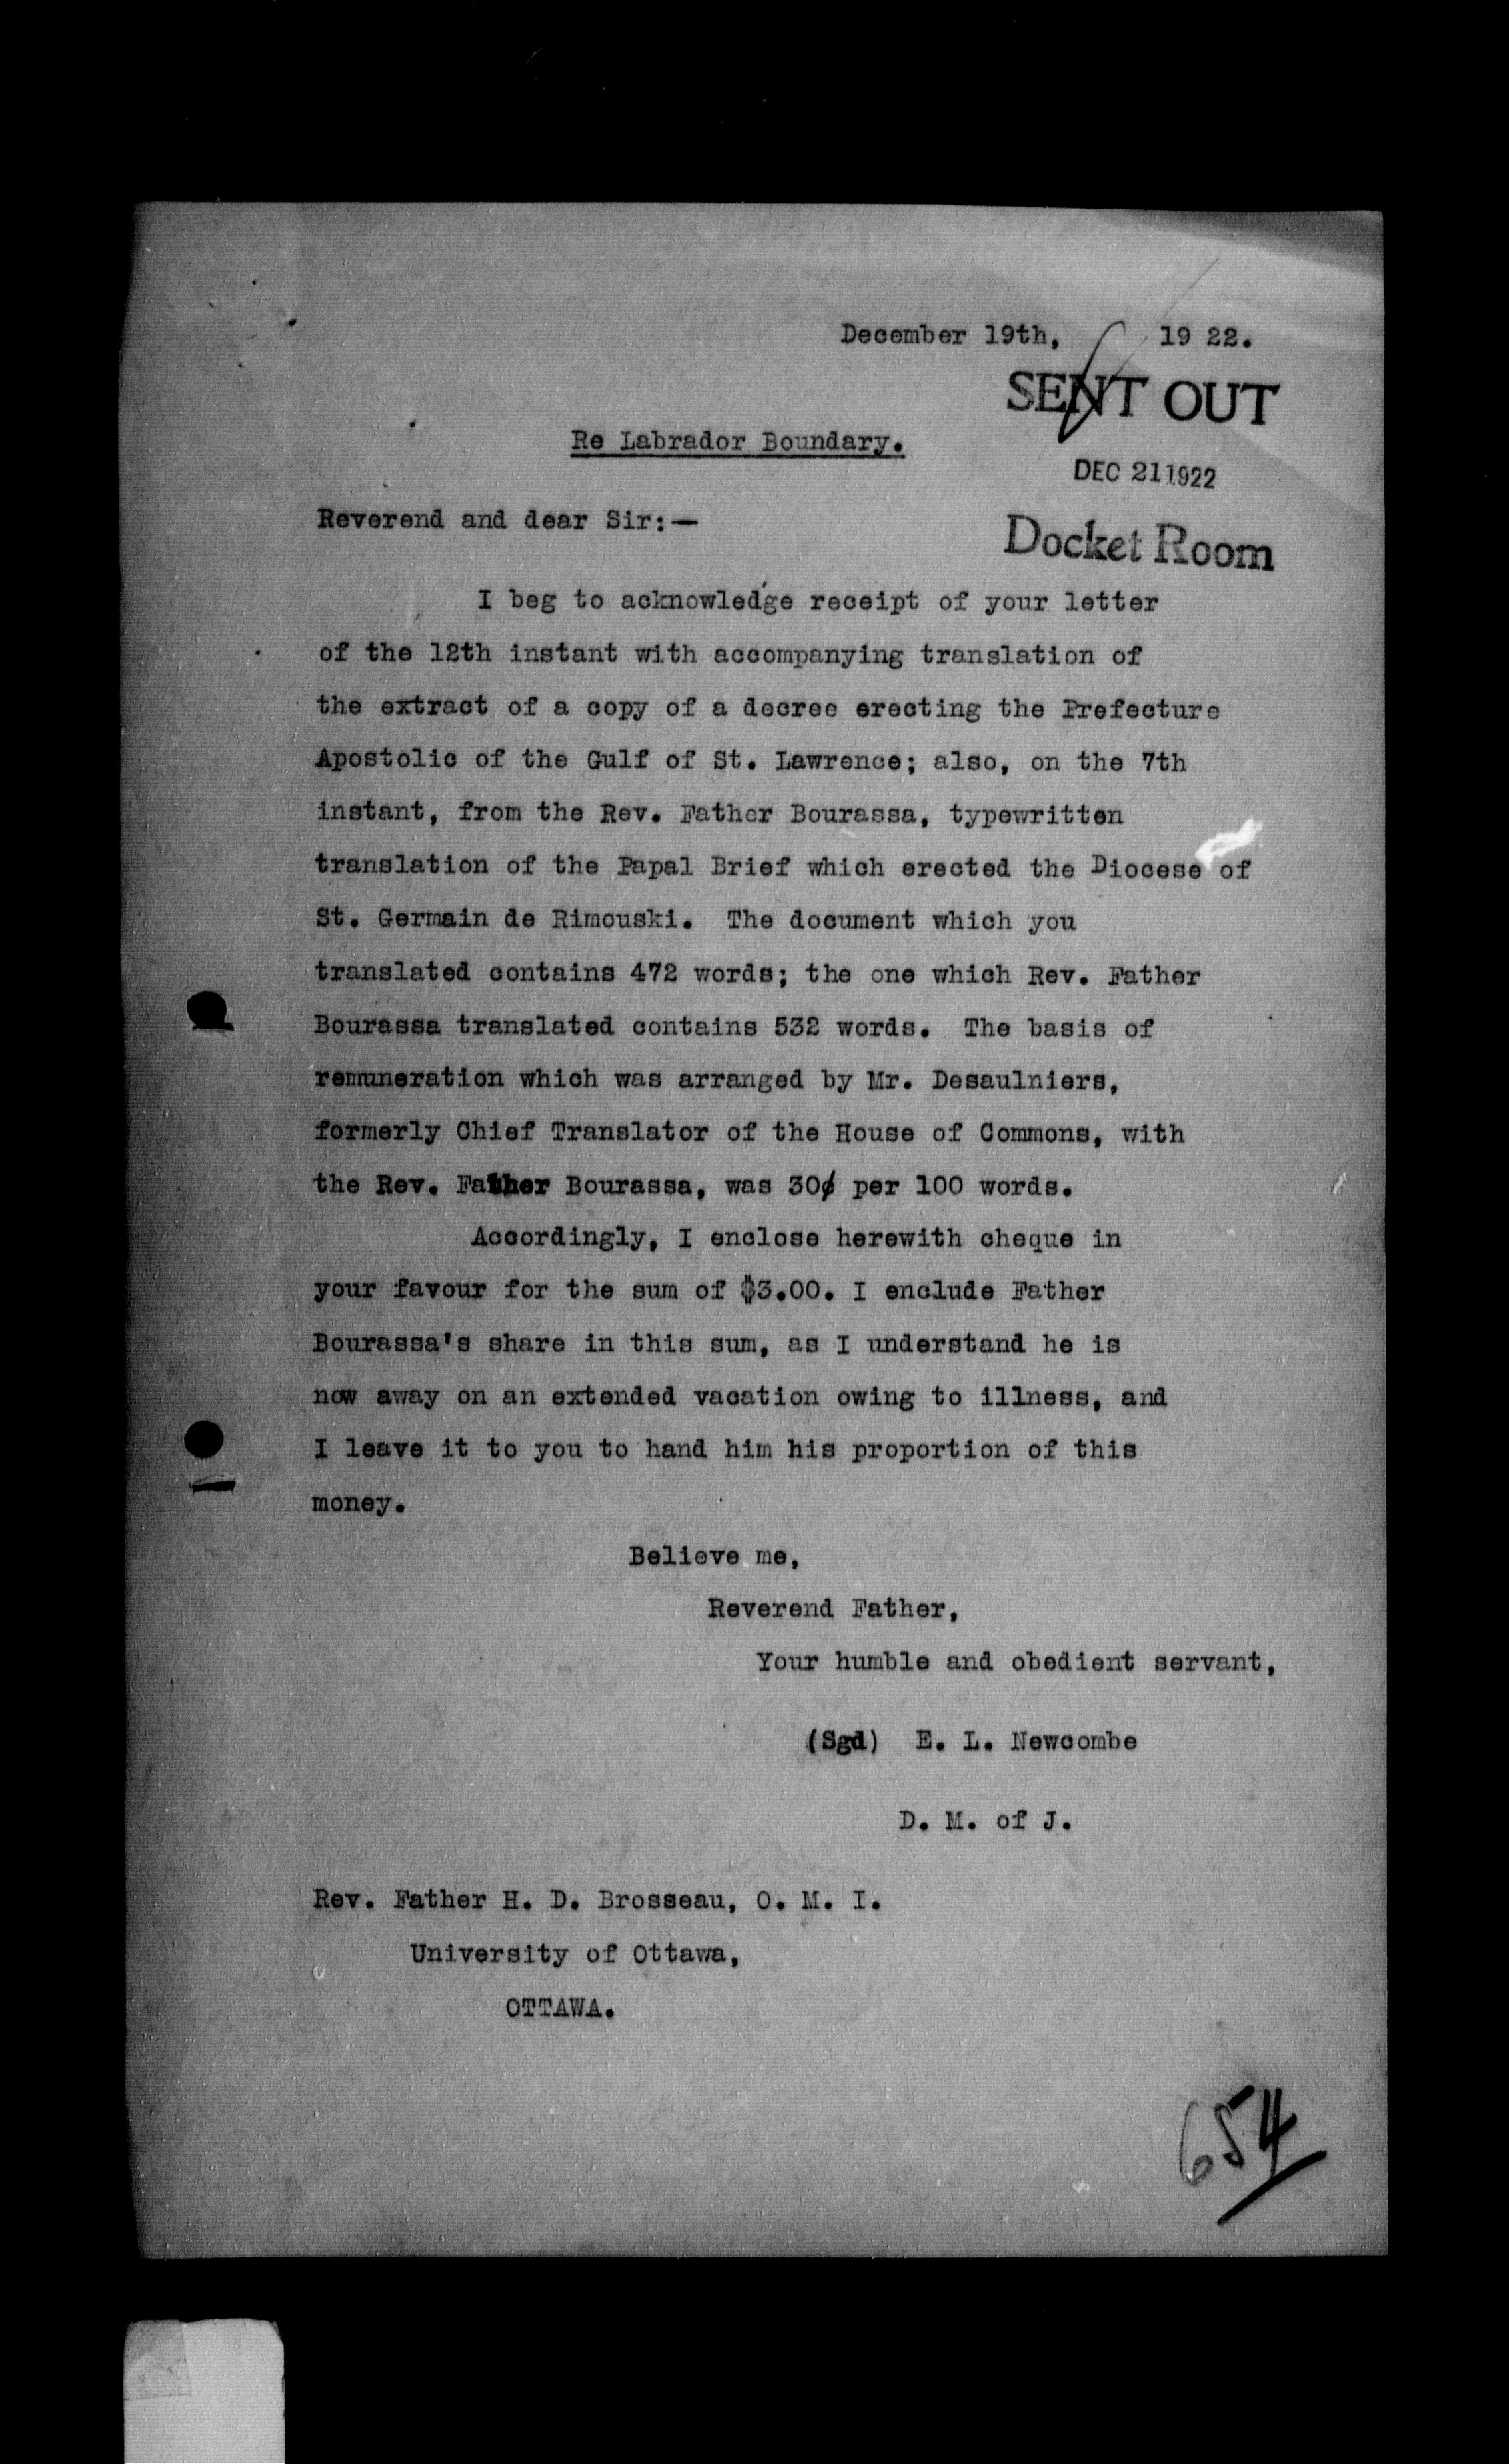 December 19th, 19 22.
SENT OUT
Re Labrador Boundary.
DEC 21 1922
Reverend and dear Sir:—
Docket Room
I beg to acknowledge receipt of your letter
of the 12th instant with accompanying translation of
the extract of a copy of a decree erecting the Prefecture
Apostolic of the Gulf of St. Lawrence; also, on the 7th
instant, from the Rev. Father Bourassa, typewritten
translation of the Papal Brief which erected the Diocese of
St. Germain de Rimouski. The document which you
translated contains 472 words; the one which Rev. Father
Bourassa translated contains 532 words. The basis of
remuneration which was arranged by Mr. Desaulniers,
formerly Chief Translator of the House of Commons, with
the Rev. Father Bourassa, was 30¢ per 100 words.
Accordingly, I enclose herewith cheque in
your favour for the sum of $3.00. I enclude Father
Bourassa's share in this sum, as I understand he is
now away on an extended vacation owing to illness, and
I leave it to you to hand him his proportion of this
money.
Believe me,
Reverend Father,
Your humble and obedient servant,
(Sgd) E. L. Newcombe
D. M. of J.
Rev. Father H. D. Brosseau, O. M. I.
University of Ottawa,
OTTAWA.
654